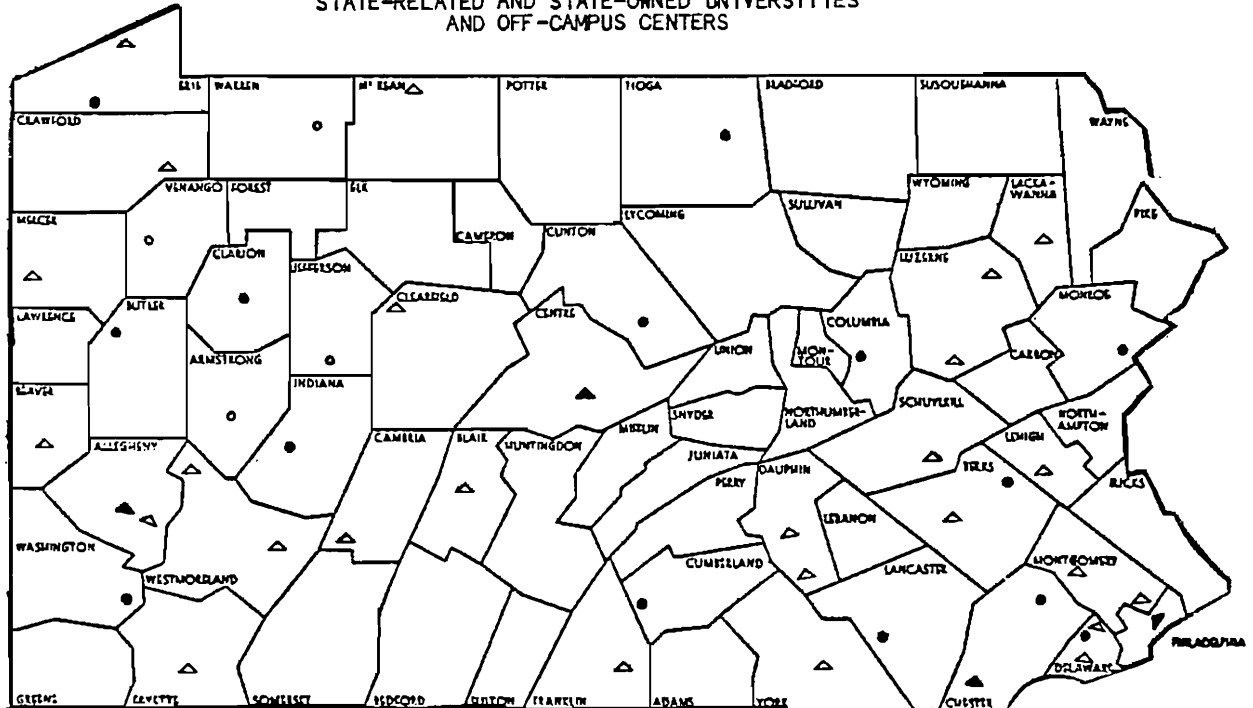 STATE-RELATED AND STATE-OWNED UNIVERSITIES
AND OFF-CAMPUS CENTERS
ERIE
WARREN
McKEAN
POTTER
TIOGA
BRADFORD
SUSQUEHANNA
WAYNE
CRAWFORD
VENANGO
FOREST
ELK
CAMERON
CLINTON
LYCOMING
SULLIVAN
WYOMING
LACKA-
WANNA
PIKE
MERCER
CLARION
JEFFERSON
CLEARFIELD
CENTRE
LUZERNE
MONROE
LAWRENCE
BUTLER
ARMSTRONG
INDIANA
UNION
MON-
TOUR
COLUMBIA
CARBON
BEAVER
ALLEGHENY
CAMBRIA
BLAIR
HUNTINGDON
MIFFLIN
SNYDER
JUNIATA
PERRY
NORTHUMBER-
LAND
DAUPHIN
SCHUYLKILL
LEHIGH
NORTH-
AMPTON
BERKS
BUCKS
WASHINGTON
WESTMORELAND
CUMBERLAND
LEBANON
LANCASTER
MONTGOMERY
PHILADELPHIA
DELAWARE
GREENE
FAYETTE
SOMERSET
BEDFORD
FULTON
FRANKLIN
ADAMS
YORK
CHESTER